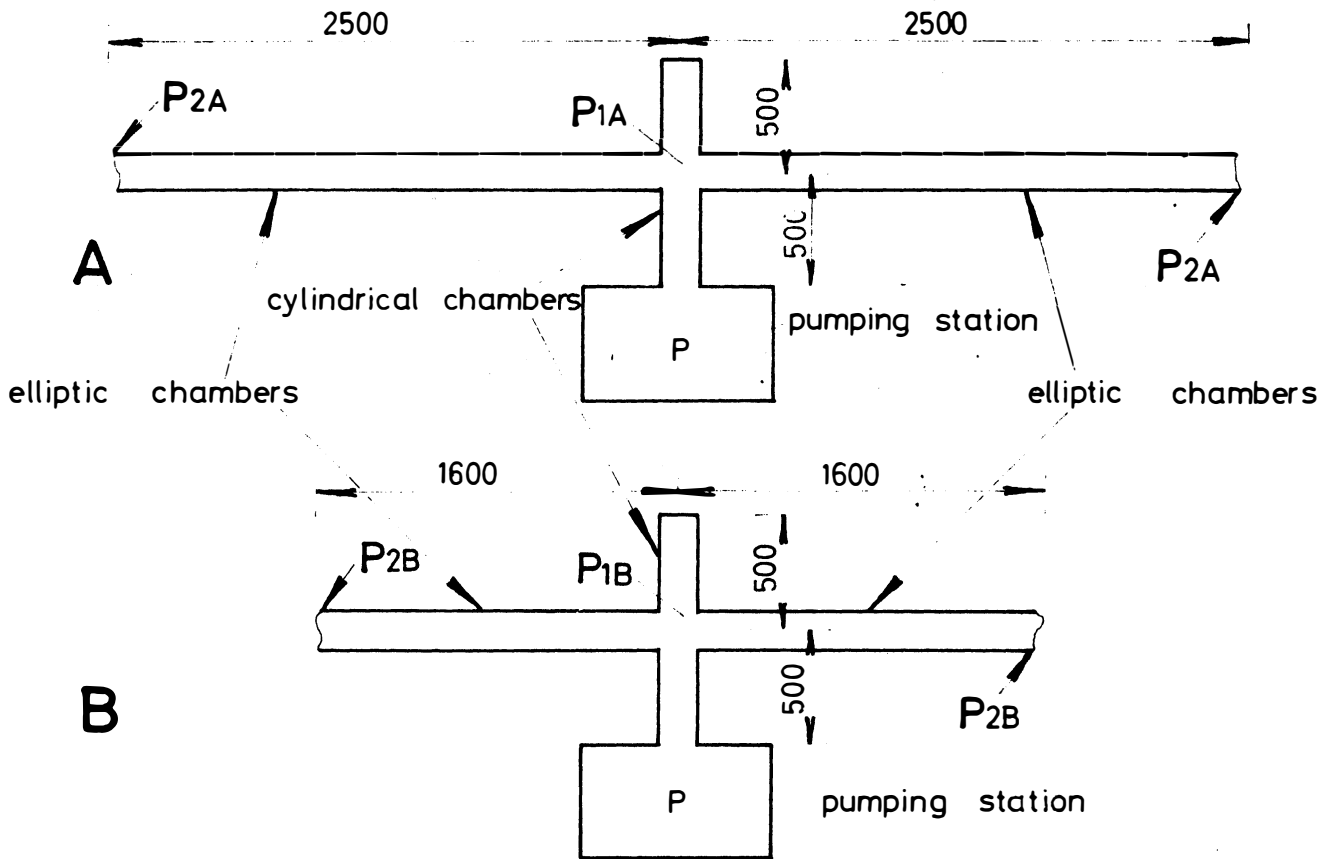 2500 2500
P2A P1A 500
500
A P2A
cylindrical chambers pumping station
P
elliptic chambers elliptic chambers
1600 1600
P2B P1B 500
500
B P2B
P pumping station